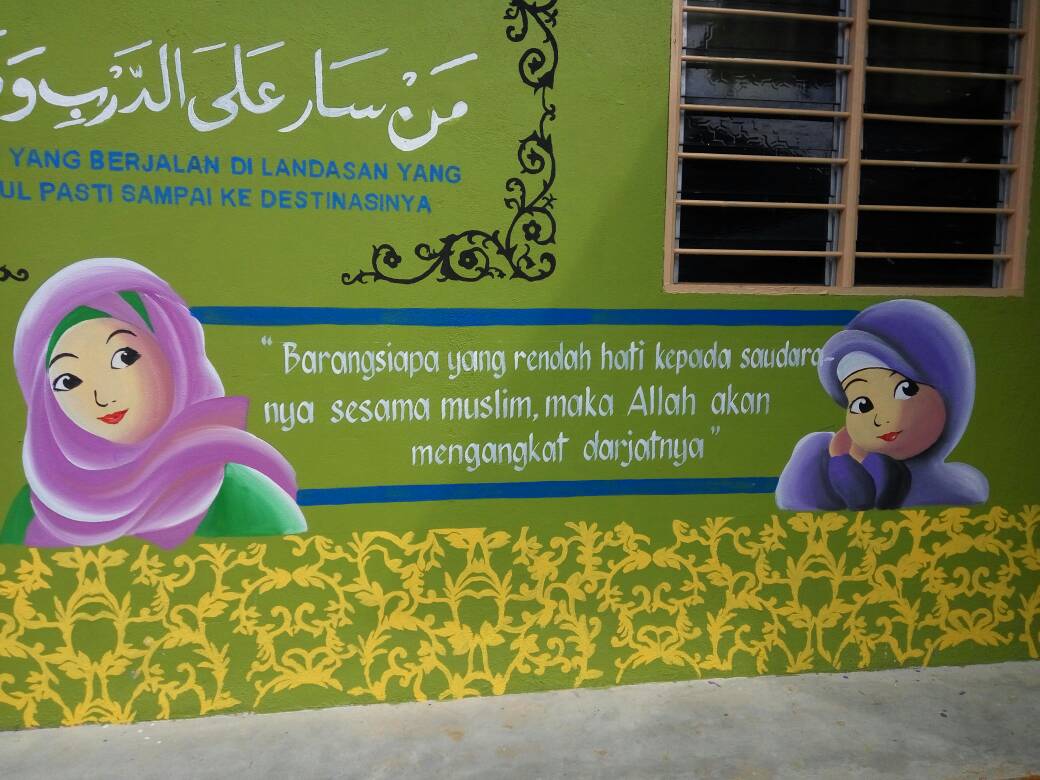 مَنْ سَار عَلَى الدَّرْبِ
YANG BERJALAN DI LANDASAN YANG
UL PASTI SAMPAI KE DESTINASINYA
"Barangsiapa yang rendah hati kepada saudara-
nya sesama muslim, maka Allah akan
mengangkat darjatnya"